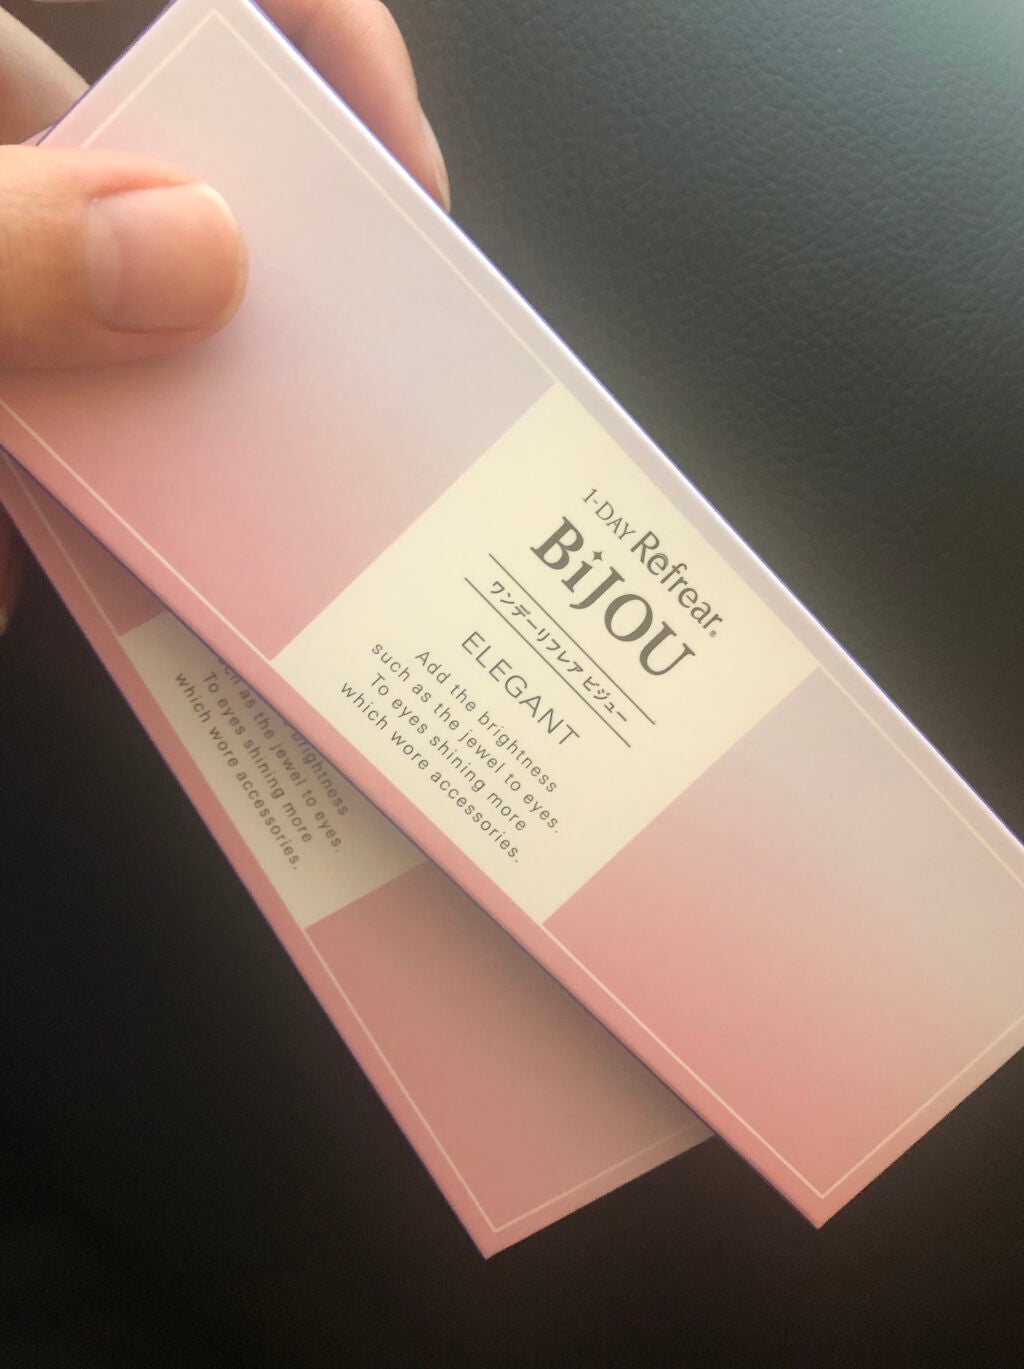 1-DAY Refrear®
BiJOU
ワンデーリフレア ビジュー
ELEGANT
Add the brightness
such as the jewel to eyes.
To eyes shining more
which wore accessories.
brightness
such as the jewel to eyes.
To eyes shining more
which wore accessories.